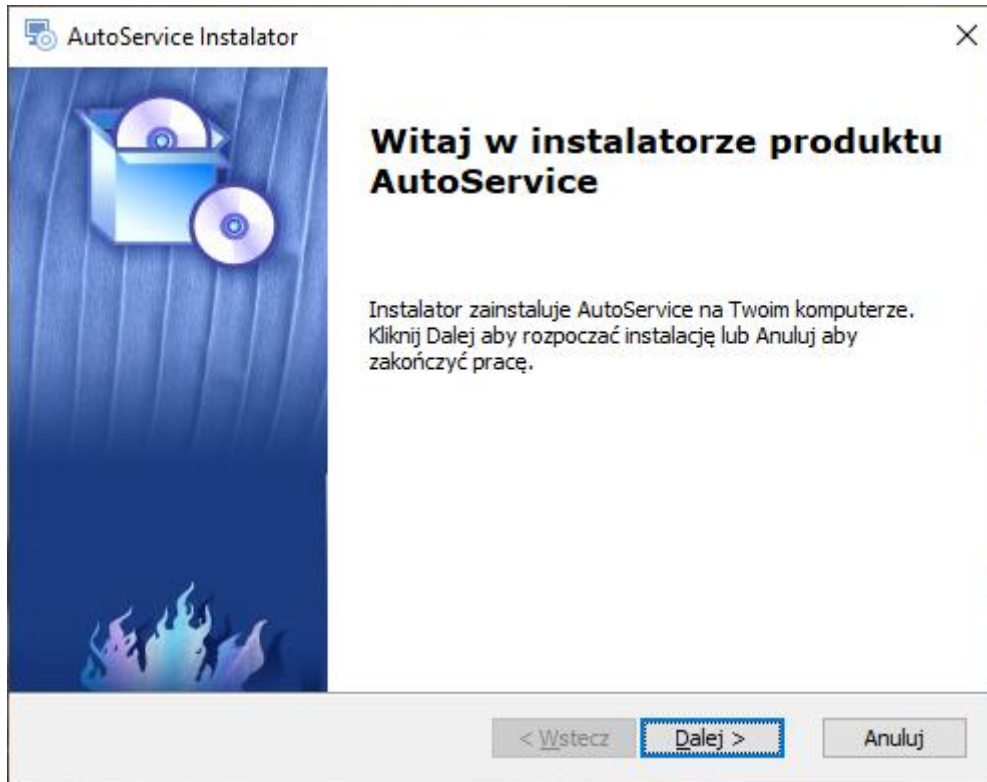 AutoService Instalator
Witaj w instalatorze produktu
AutoService
Instalator zainstaluje AutoService na Twoim komputerze.
Kliknij Dalej aby rozpoczać instalację lub Anuluj aby
zakończyć pracę.
< Wstecz
Dalej >
Anuluj